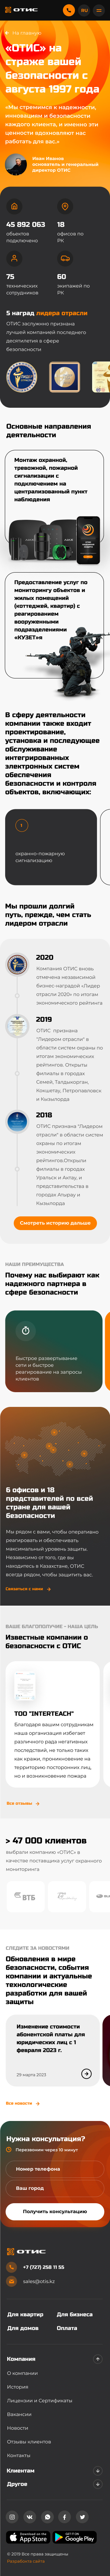 ОТИС
RU
На главную
«ОТИС» на
страже вашей
безопасности с
августа 1997 года
«Мы стремимся к надежности,
инновациям и безопасности
каждого клиента, и именно эти
ценности вдохновляют нас
работать для вас.»
Иван Иванов
основатель и генеральный
директор ОТИС
45 892 063
объектов
подключено
18
офисов по
РК
75
технических
сотрудников
60
экипажей по
РК
5 наград лидера отрасли
ОТИС заслуженно признана
лучшей компанией последнего
десятилетия в сфере
безопасности
Основные направления
деятельности
Монтаж охранной,
тревожной, пожарной
сигнализации с
подключением на
централизованный пункт
наблюдения
Предоставление услуг по
мониторингу объектов и
жилых помещений
(коттеджей, квартир) с
реагированием
вооруженными
подразделениями
«КУЗЕТ»
В сферу деятельности
компании также входит
проектирование,
установка и последующее
обслуживание
интегрированных
электронных систем
обеспечения
безопасности и контроля
объектов, включающих:
охранно-пожарную
сигнализацию
Мы прошли долгий
путь, прежде, чем стать
лидером отрасли
2020
Компания ОТИС вновь
отмечена независимой
Бизнес наградой «Лидер
отрасли 2020» по итогам
экономического рейтинга
2019
ОТИС признана
"Лидером отрасли" в
области систем охраны по
итогам экономических
рейтингов. Открыты
филиалы в городах
Семей, Талдыкорган,
Кокшетау, Петропавловск
и Кызылорда
2018
ОТИС признана "Лидером
отрасли" в области систем
охраны по итогам
экономических
рейтингов.Открыты
филиалы в городах
Уральск и Актау, и
представительства в
городах Атырау и
Кызылорда
Смотреть историю дальше
НАШИ ПРЕИМУЩЕСТВА
Почему нас выбирают как
надежного партнера в
сфере безопасности
Быстрое развертывание
сети и быстрое
реагирование на запросы
клиентов
6 офисов и 18
представителей по всей
стране для вашей
безопасности
Мы рядом с вами, чтобы оперативно
реагировать и обеспечивать
максимальный уровень защиты.
Независимо от того, где вы
находитесь в Казахстане, ОТИС
всегда рядом, чтобы защитить вас.
Связаться с нами
ВАШЕ БЛАГОПОЛУЧИЕ - НАША ЦЕЛЬ
Известные компании о
безопасности с ОТИС
ТОО "INTERTEACH"
Благодаря вашим сотрудникам
наша организация избегает
различного рода негативных
последствий, не только таких
как кражи, проникновение на
территорию посторонних лиц,
но и возникновение пожара
Все отзывы
> 47 000 клиентов
выбрали компанию «ОТИС» в
качестве поставщика услуг охранного
мониторинга
ВТБ
СЛЕДИТЕ ЗА НОВОСТЯМИ
Обновления в мире
безопасности, события
компании и актуальные
технологические
разработки для вашей
защиты
Изменение стоимости
абонентской платы для
юридических лиц с 1
февраля 2023 г.
29 марта 2023
Все новости
Нужна консультация?
Перезвоним через 10 минут
Номер телефона
Ваш город
Получить консультацию
ОТИС
+7 (727) 258 11 55
sales@otis.kz
Для квартир
Для бизнеса
Для домов
Оплата
Компания
О компании
История
Лицензии и Сертификаты
Вакансии
Новости
Отзывы клиентов
Контакты
Клиентам
Другое
Download on the
App Store
GET IT ON
Google Play
© 2019 Все права защищены.
Разработка сайта